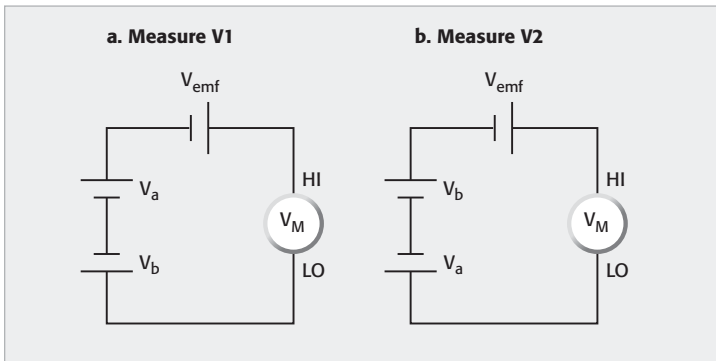 a. Measure V1
b. Measure V2
Vemf
Vemf
Va
HI
VM
Vb
LO
Vb
HI
VM
Va
LO